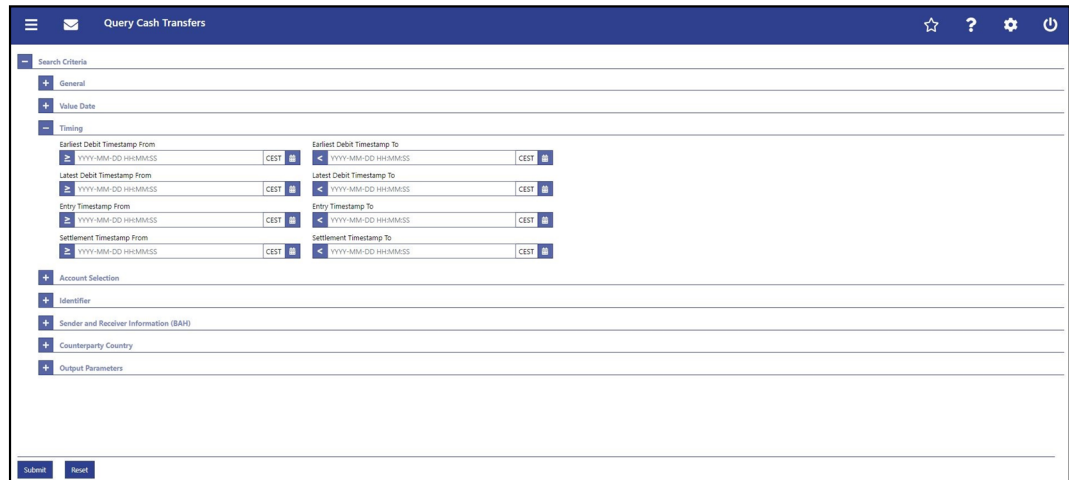 Query Cash Transfers
Search Criteria
General
Value Date
Timing
Earliest Debit Timestamp From Earliest Debit Timestamp To
≥ YYYY-MM-DD HH:MM:SS CEST < YYYY-MM-DD HH:MM:SS CEST
Latest Debit Timestamp From Latest Debit Timestamp To
≥ YYYY-MM-DD HH:MM:SS CEST < YYYY-MM-DD HH:MM:SS CEST
Entry Timestamp From Entry Timestamp To
≥ YYYY-MM-DD HH:MM:SS CEST < YYYY-MM-DD HH:MM:SS CEST
Settlement Timestamp From Settlement Timestamp To
≥ YYYY-MM-DD HH:MM:SS CEST < YYYY-MM-DD HH:MM:SS CEST
Account Selection
Identifier
Sender and Receiver Information (BAH)
Counterparty Country
Output Parameters
Submit Reset